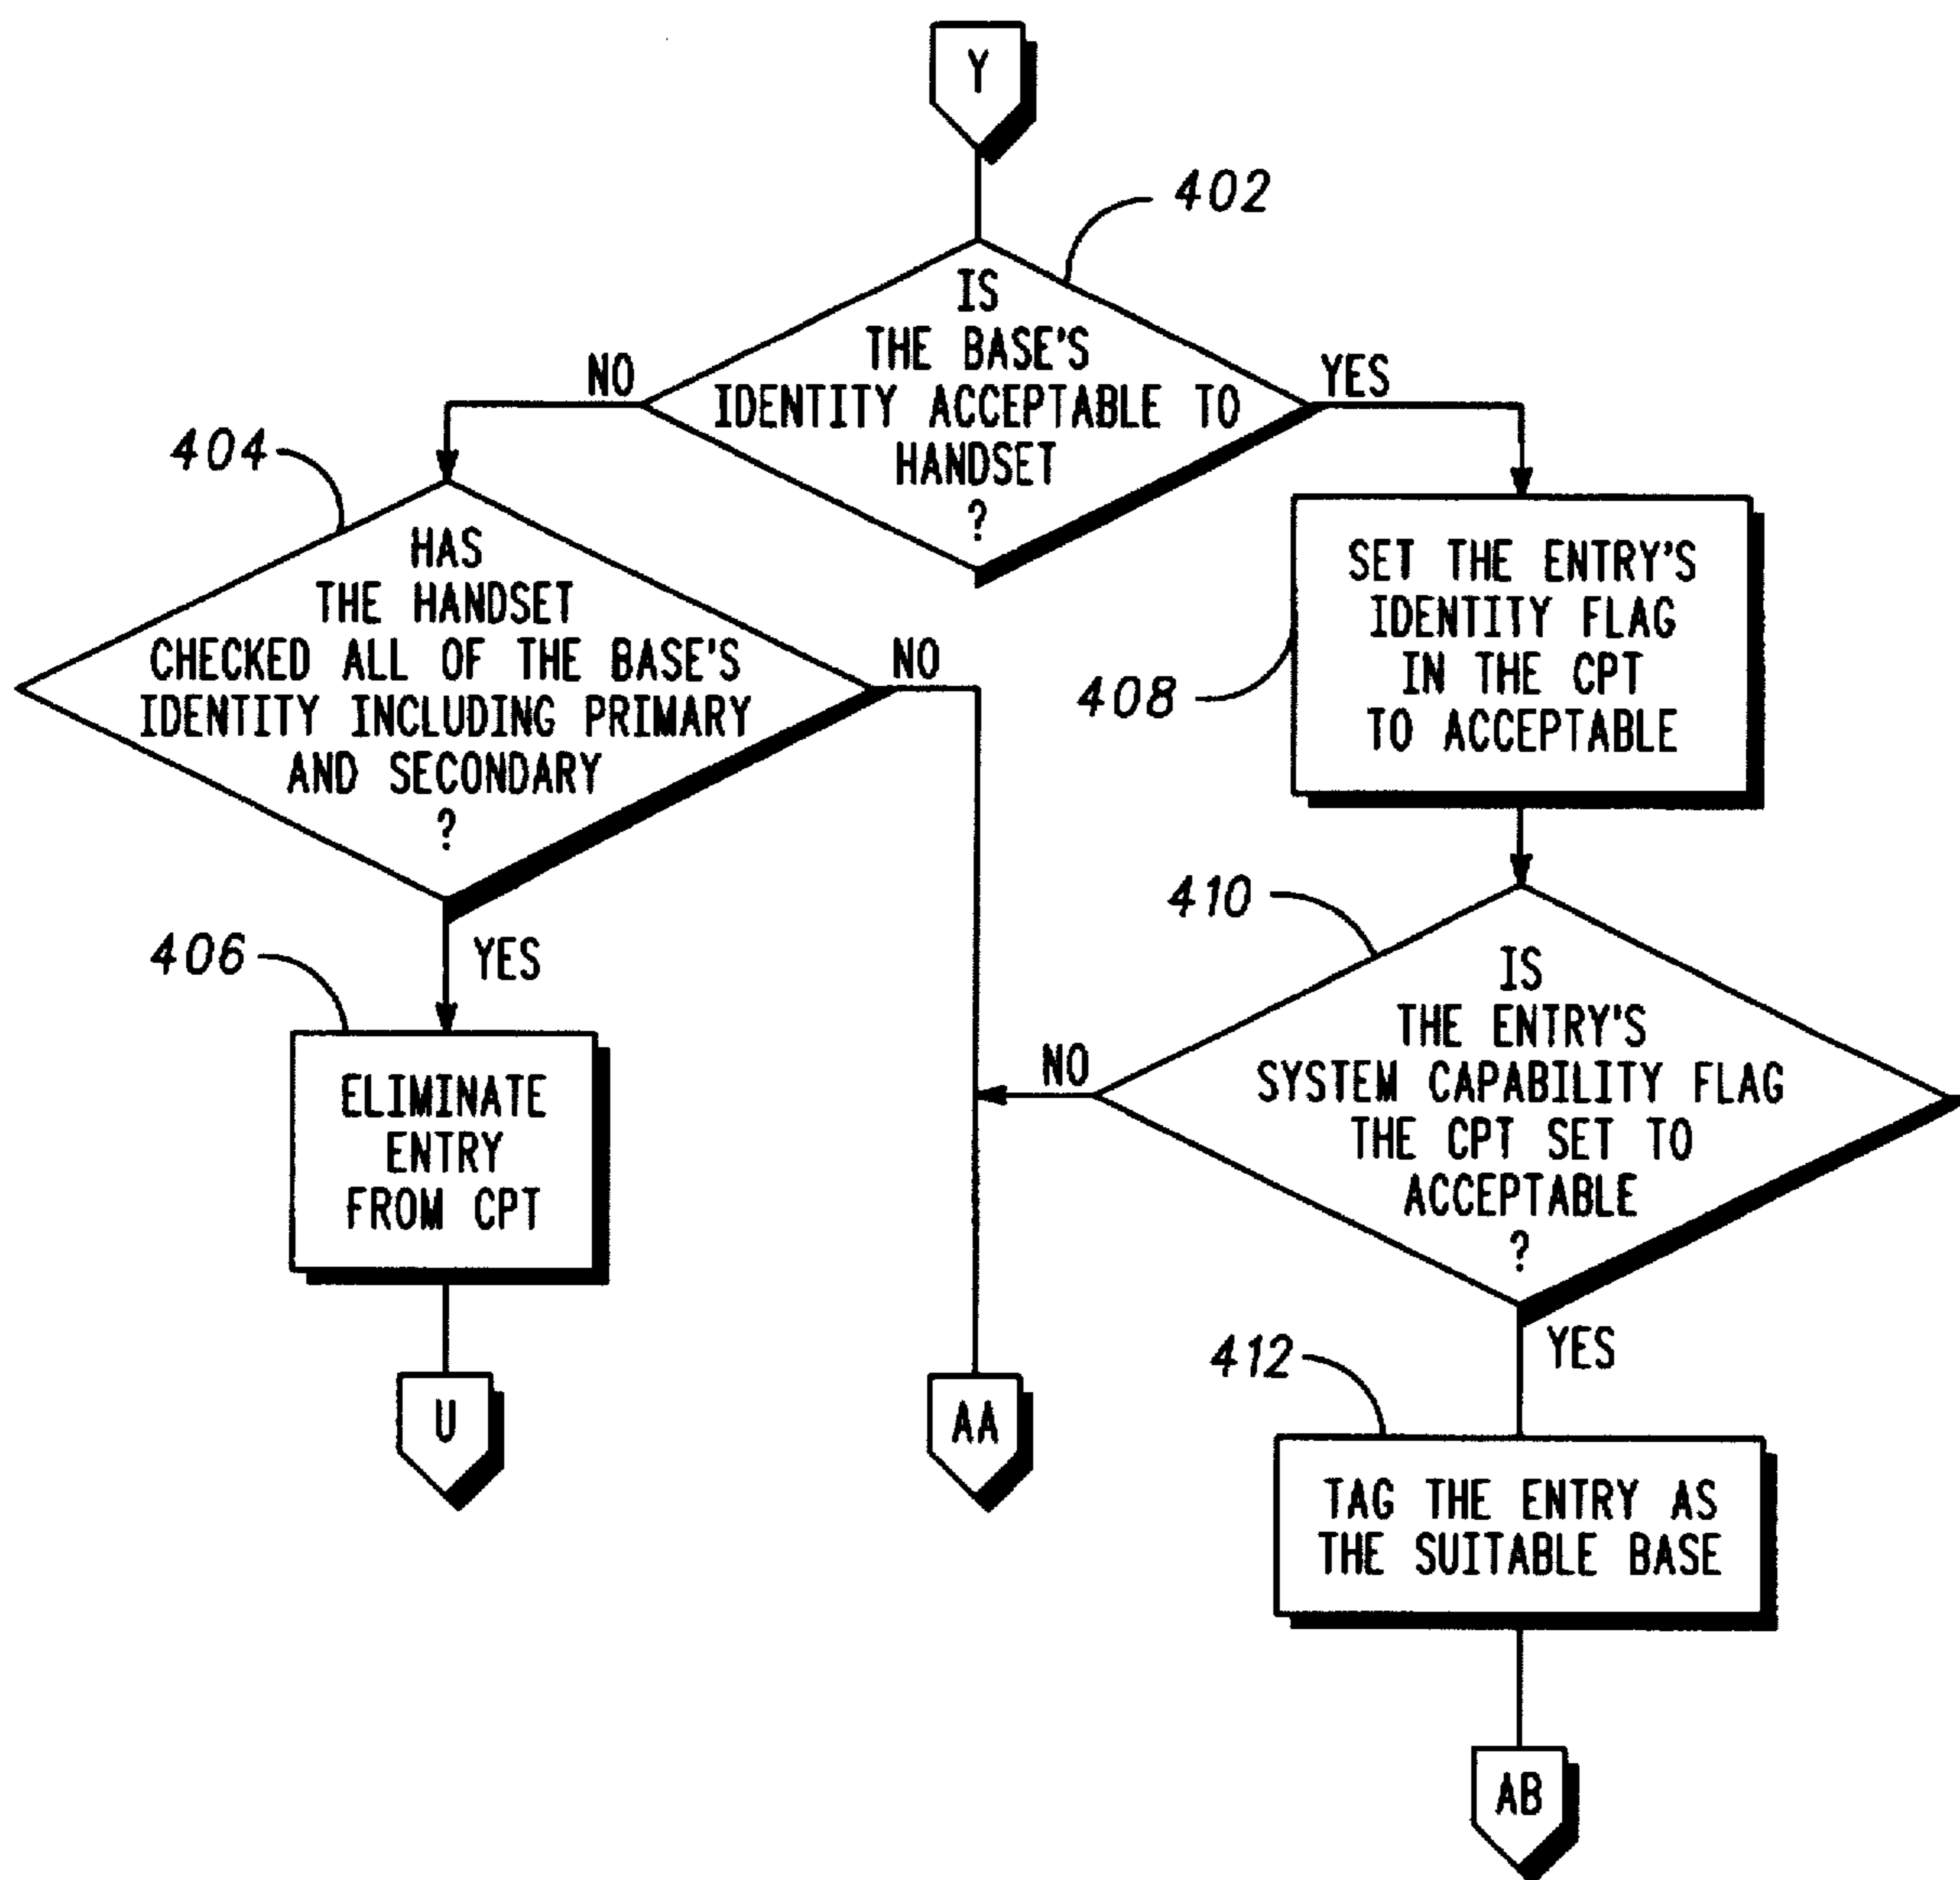 Y
402
IS
THE BASE'S
IDENTITY ACCEPTABLE TO
HANDSET
?
NO
YES
404
HAS
THE HANDSET
CHECKED ALL OF THE BASE'S
IDENTITY INCLUDING PRIMARY
AND SECONDARY
?
NO
YES
408
SET THE ENTRY'S
IDENTITY FLAG
IN THE CPT
TO ACCEPTABLE
406
ELIMINATE
ENTRY
FROM CPT
410
IS
THE ENTRY'S
SYSTEM CAPABILITY FLAG
THE CPT SET TO
ACCEPTABLE
?
NO
YES
U
AA
412
TAG THE ENTRY AS
THE SUITABLE BASE
AB